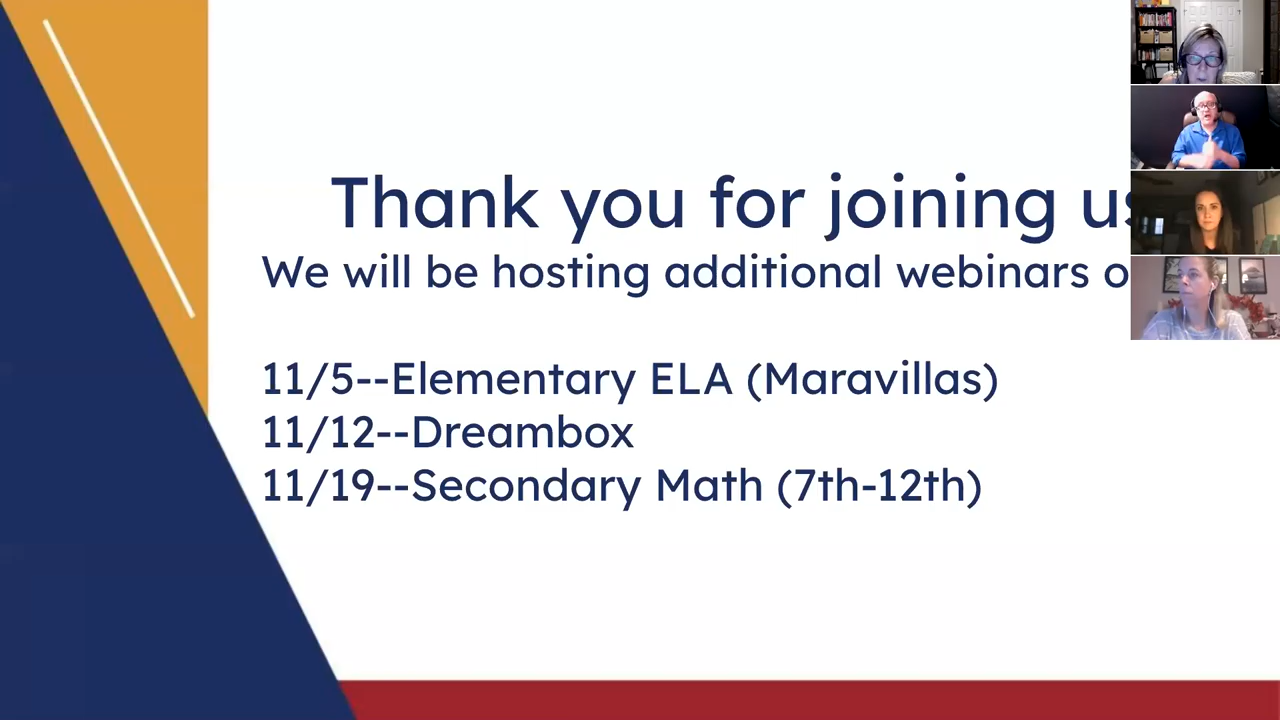 Thank you for joining us
We will be hosting additional webinars
11/5--Elementary ELA (Maravillas)
11/12--Dreambox
11/19--Secondary Math (7th-12th)